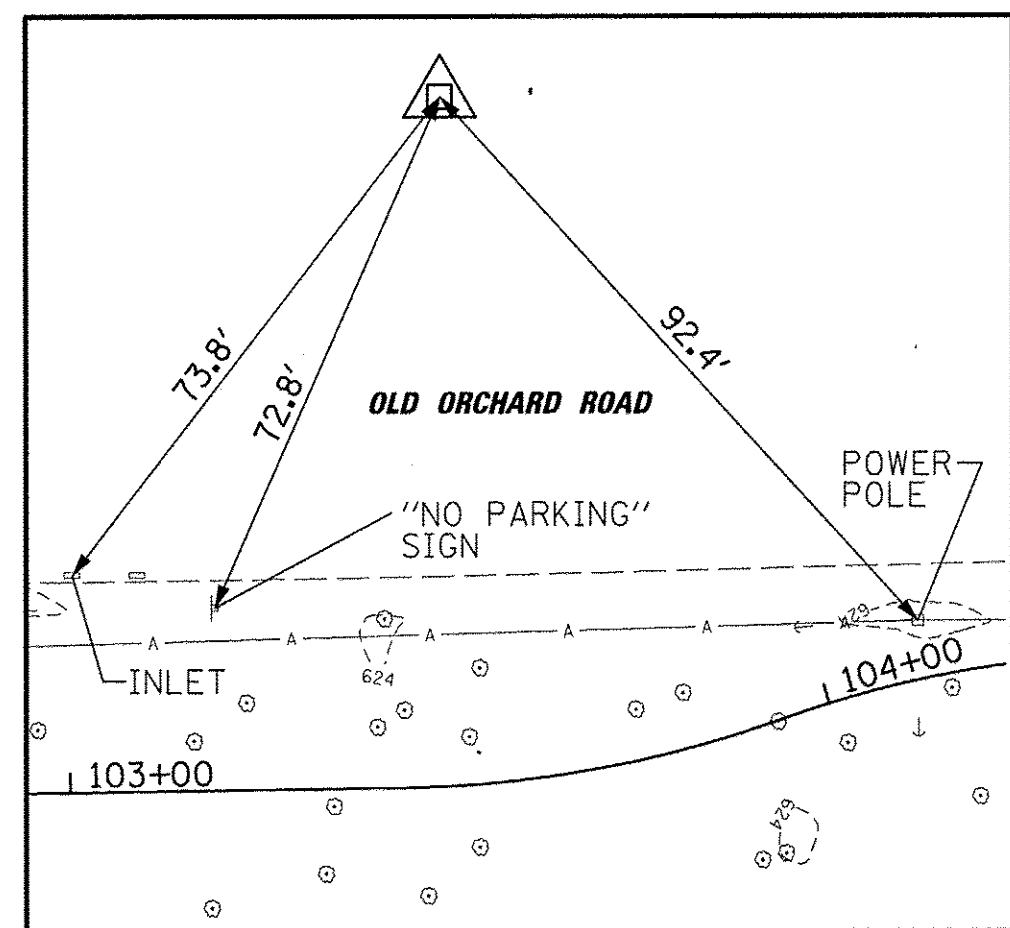 73.8'
72.8'
92.4'
OLD ORCHARD ROAD
POWER
POLE
"NO PARKING"
SIGN
624
A
A
A
A
A
A
INLET
624
104+00
103+00
624